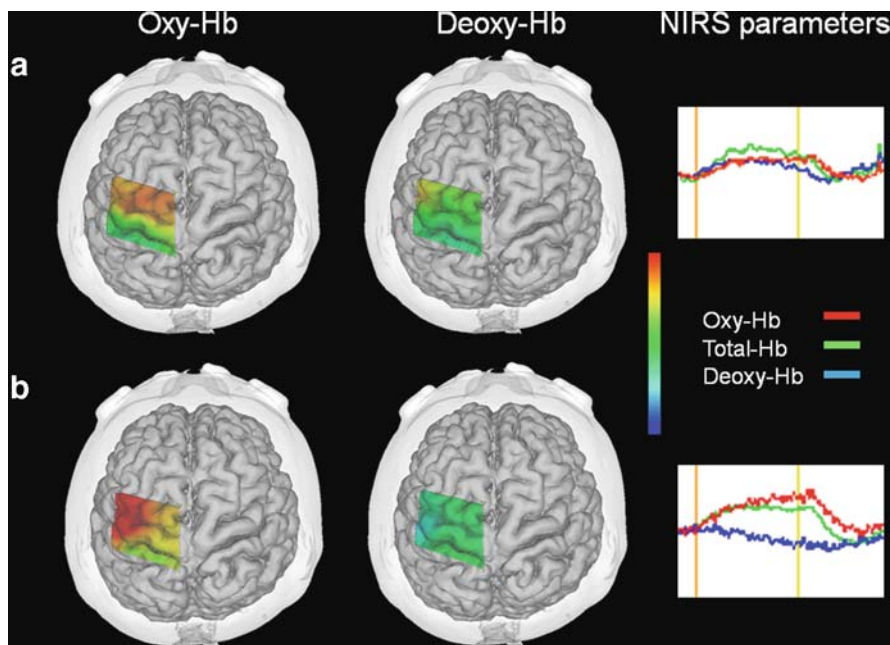 Oxy-Hb Deoxy-Hb NIRS parameters
a
Oxy-Hb
Total-Hb
Deoxy-Hb
b